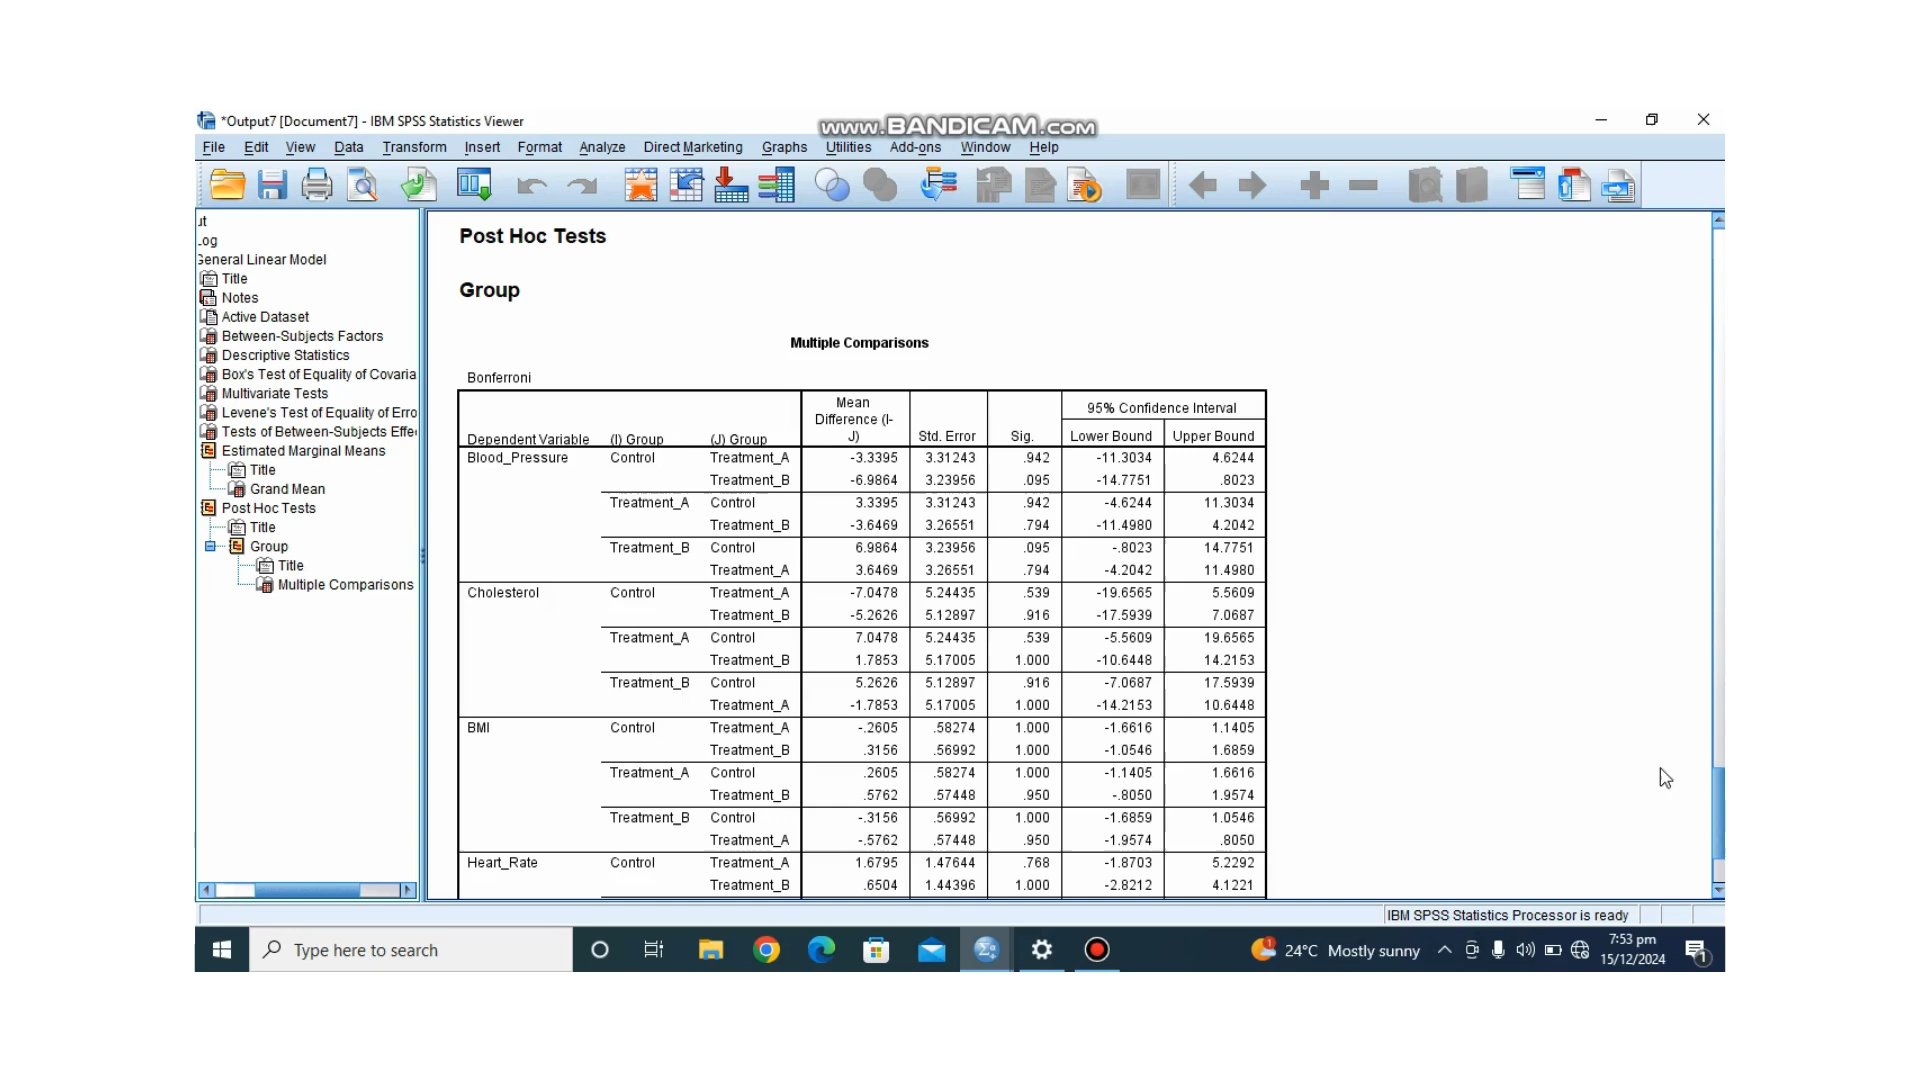 *Output7 [Document7] - IBM SPSS Statistics Viewer
www.BANDICAM.com
File Edit View Data Transform Insert Format Analyze Direct Marketing Graphs Utilities Add-ons Window Help
ut
Log
General Linear Model
Title
Notes
Active Dataset
Between-Subjects Factors
Descriptive Statistics
Box's Test of Equality of Covaria
Multivariate Tests
Levene's Test of Equality of Erro
Tests of Between-Subjects Effe
Estimated Marginal Means
Title
Grand Mean
Post Hoc Tests
Title
Group
Title
Multiple Comparisons
Post Hoc Tests
Group
Multiple Comparisons
Bonferroni
Dependent Variable (I) Group (J) Group Mean Difference (I-J) Std. Error Sig. 95% Confidence Interval
Lower Bound Upper Bound
Blood_Pressure Control Treatment_A -3.3395 3.31243 .942 -11.3034 4.6244
Treatment_B -6.9864 3.23956 .095 -14.7751 .8023
Treatment_A Control 3.3395 3.31243 .942 -4.6244 11.3034
Treatment_B -3.6469 3.26551 .794 -11.4980 4.2042
Treatment_B Control 6.9864 3.23956 .095 -.8023 14.7751
Treatment_A 3.6469 3.26551 .794 -4.2042 11.4980
Cholesterol Control Treatment_A -7.0478 5.24435 .539 -19.6565 5.5609
Treatment_B -5.2626 5.12897 .916 -17.5939 7.0687
Treatment_A Control 7.0478 5.24435 .539 -5.5609 19.6565
Treatment_B 1.7853 5.17005 1.000 -10.6448 14.2153
Treatment_B Control 5.2626 5.12897 .916 -7.0687 17.5939
Treatment_A -1.7853 5.17005 1.000 -14.2153 10.6448
BMI Control Treatment_A -.2605 .58274 1.000 -1.6616 1.1405
Treatment_B .3156 .56992 1.000 -1.0546 1.6859
Treatment_A Control .2605 .58274 1.000 -1.1405 1.6616
Treatment_B .5762 .57448 .950 -.8050 1.9574
Treatment_B Control -.3156 .56992 1.000 -1.6859 1.0546
Treatment_A -.5762 .57448 .950 -1.9574 .8050
Heart_Rate Control Treatment_A 1.6795 1.47644 .768 -1.8703 5.2292
Treatment_B .6504 1.44396 1.000 -2.8212 4.1221
IBM SPSS Statistics Processor is ready
Type here to search
1
24°C Mostly sunny
7:53 pm
15/12/2024
1